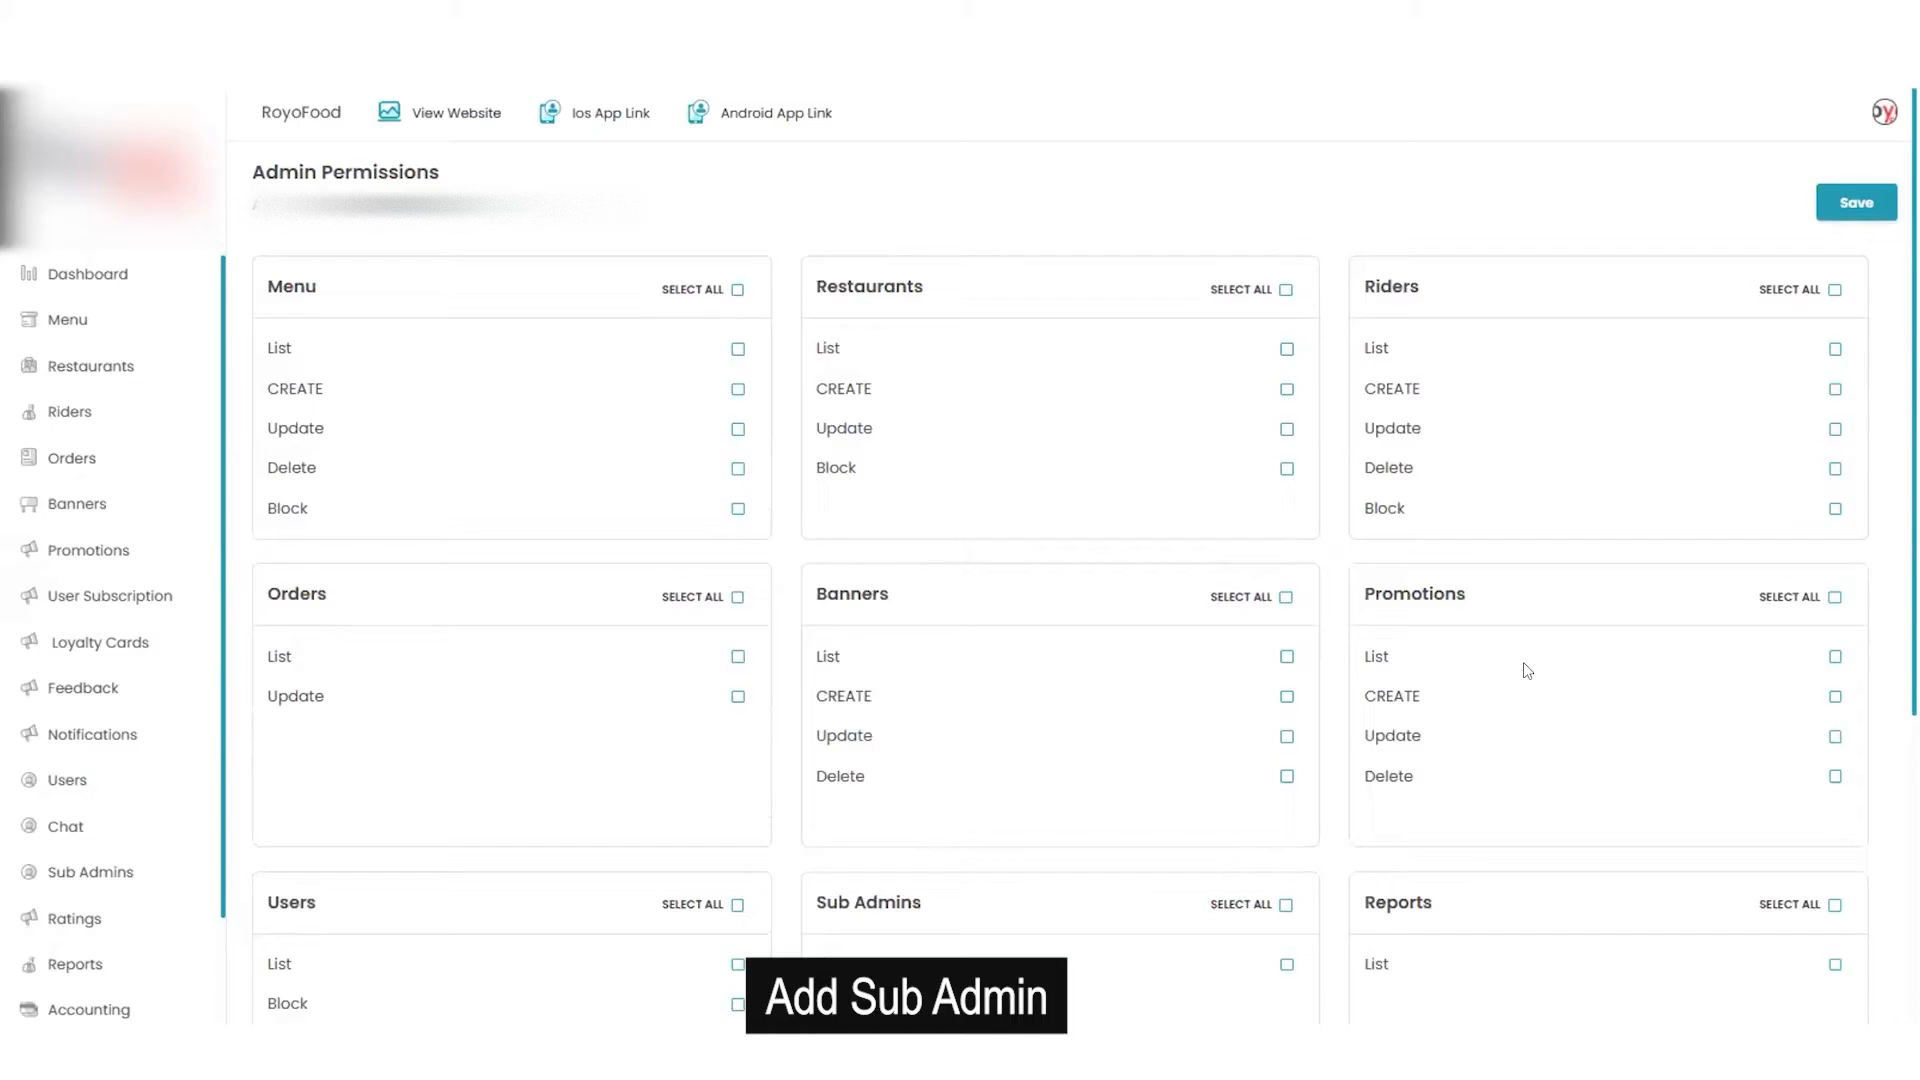 RoyoFood
View Website
Ios App Link
Android App Link
Admin Permissions
Save
Dashboard
Menu
Restaurants
Riders
Orders
Banners
Promotions
User Subscription
Loyalty Cards
Feedback
Notifications
Users
Chat
Sub Admins
Ratings
Reports
Accounting
Menu SELECT ALL
List
CREATE
Update
Delete
Block
Restaurants SELECT ALL
List
CREATE
Update
Block
Riders SELECT ALL
List
CREATE
Update
Delete
Block
Orders SELECT ALL
List
Update
Banners SELECT ALL
List
CREATE
Update
Delete
Promotions SELECT ALL
List
CREATE
Update
Delete
Users SELECT ALL
List
Block
Sub Admins SELECT ALL
Reports SELECT ALL
List
Add Sub Admin